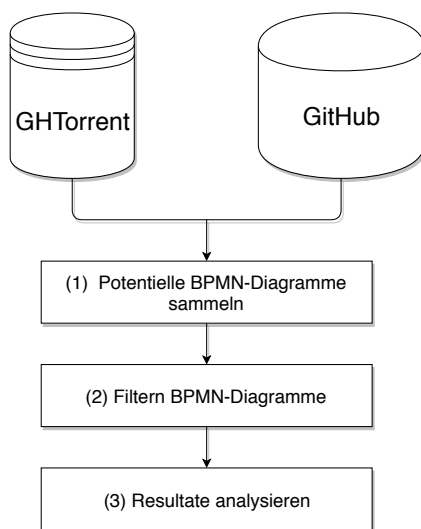 GHTorrent
GitHub
(1) Potentielle BPMN-Diagramme
sammeln
(2) Filtern BPMN-Diagramme
(3) Resultate analysieren